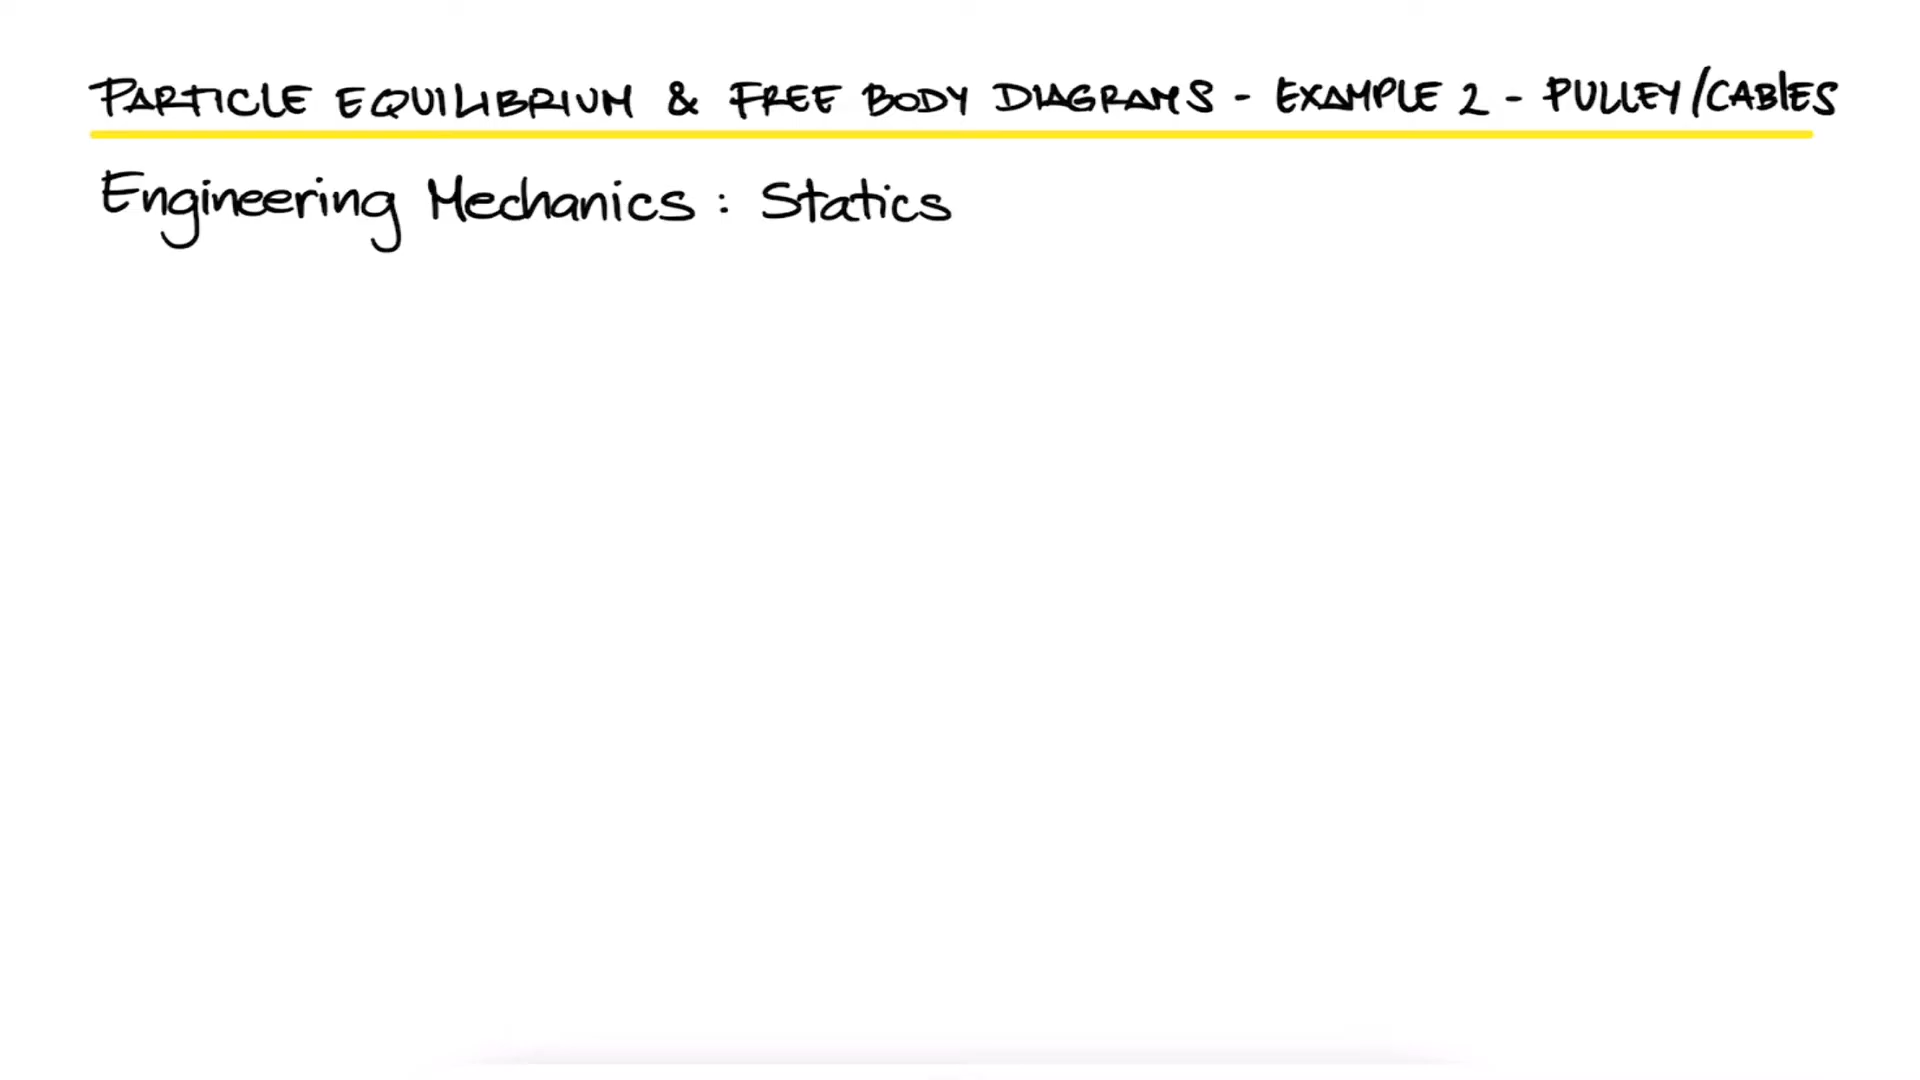 PARTICLE EQUILIBRIUM & FREE BODY DIAGRAMS - EXAMPLE 2 - PULLEY/CABLES
Engineering Mechanics : Statics